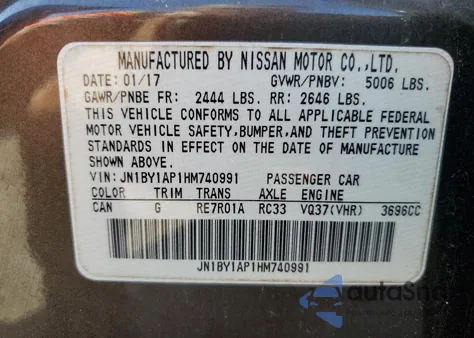 MANUFACTURED BY NISSAN MOTOR CO.,LTD.
DATE: 01/17 GVWR/PNBV: 5006 LBS.
GAWR/PNBE FR: 2444 LBS. RR: 2646 LBS.
THIS VEHICLE CONFORMS TO ALL APPLICABLE FEDERAL
MOTOR VEHICLE SAFETY,BUMPER,AND THEFT PREVENTION
STANDARDS IN EFFECT ON THE DATE OF MANUFACTURE
SHOWN ABOVE.
VIN: JN1BY1AP1HM740991 PASSENGER CAR
COLOR TRIM TRANS AXLE ENGINE
CAN G RE7R01A RC33 VQ37(VHR) 3696CC
JN1BY1AP1HM740991